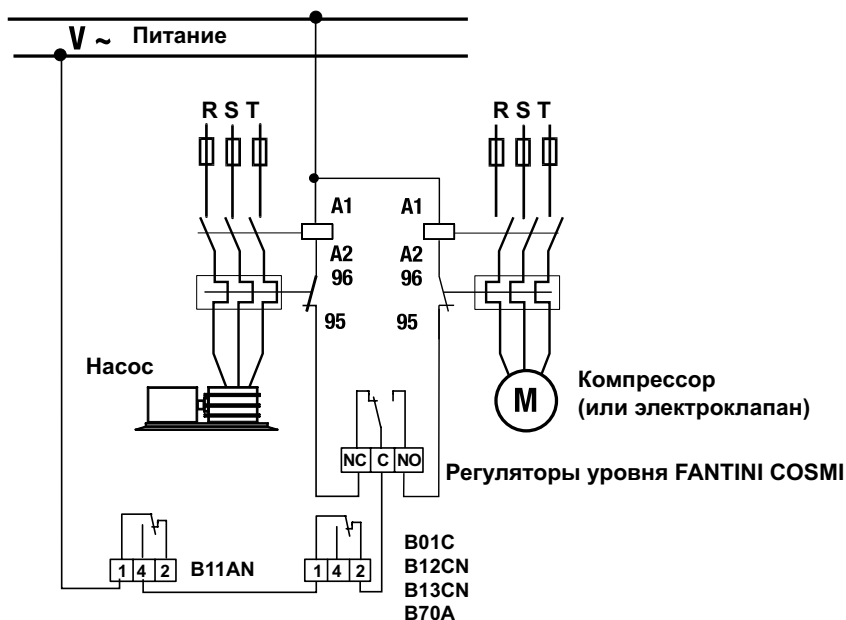 V ~ Питание
R S T
R S T
A1
A1
A2
A2
96
96
95
95
Насос
M
Компрессор
(или электроклапан)
NC C NO
Регуляторы уровня FANTINI COSMI
1 4 2
B11AN
1 4 2
B01C
B12CN
B13CN
B70A